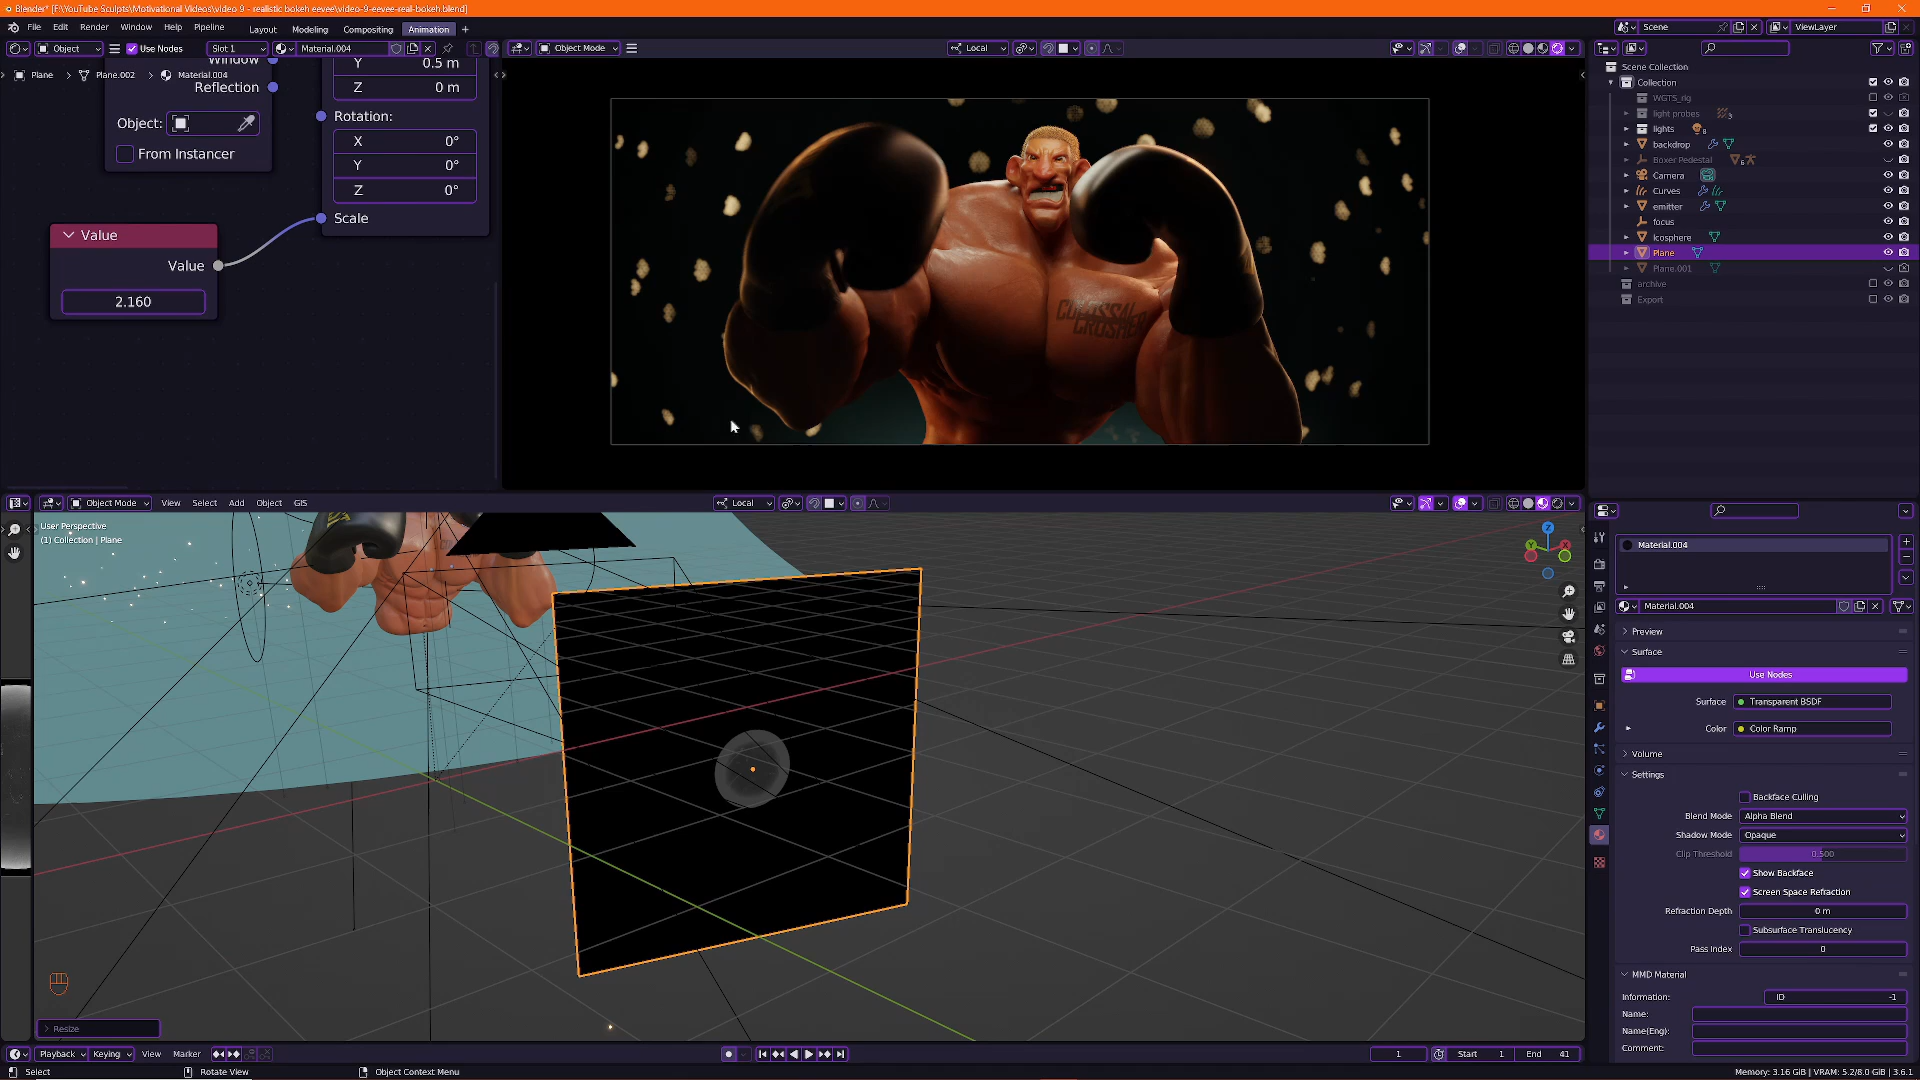 Blender* [F:\YouTube Sculpts\Motivational Videos\video 9 - realistic bokeh eevee\video-9-eevee-real-bokeh.blend]
File Edit Render Window Help Pipeline Layout Modeling Compositing Animation + Scene ViewLayer
Object Use Nodes Slot 1 Material.004 Object Mode Local
Plane > Plane.002 > Material.004
Window
Reflection
Object:
From Instancer
Y 0.5 m
Z 0 m
Rotation:
X 0°
Y 0°
Z 0°
Scale
Value
Value
2.160
COLOSSAL
CRUSHER
Scene Collection
Collection
WGTS_rig
light probes 3
lights 6
backdrop
Boxer Pedestal 6
Camera
Curves
emitter
focus
Icosphere
Plane
Plane.001
archive
Export
Object Mode View Select Add Object GIS Local
User Perspective
(1) Collection | Plane
Z
Y X
Resize
Material.004
Material.004
Preview
Surface
Use Nodes
Surface Transparent BSDF
Color Color Ramp
Volume
Settings
Backface Culling
Blend Mode Alpha Blend
Shadow Mode Opaque
Clip Threshold 0.500
Show Backface
Screen Space Refraction
Refraction Depth 0 m
Subsurface Translucency
Pass Index 0
MMD Material
Information: ID -1
Name:
Name(Eng):
Comment:
Playback Keying View Marker 1 Start 1 End 41
Select Rotate View Object Context Menu Memory: 3.16 GiB | VRAM: 5.2/8.0 GiB | 3.6.1